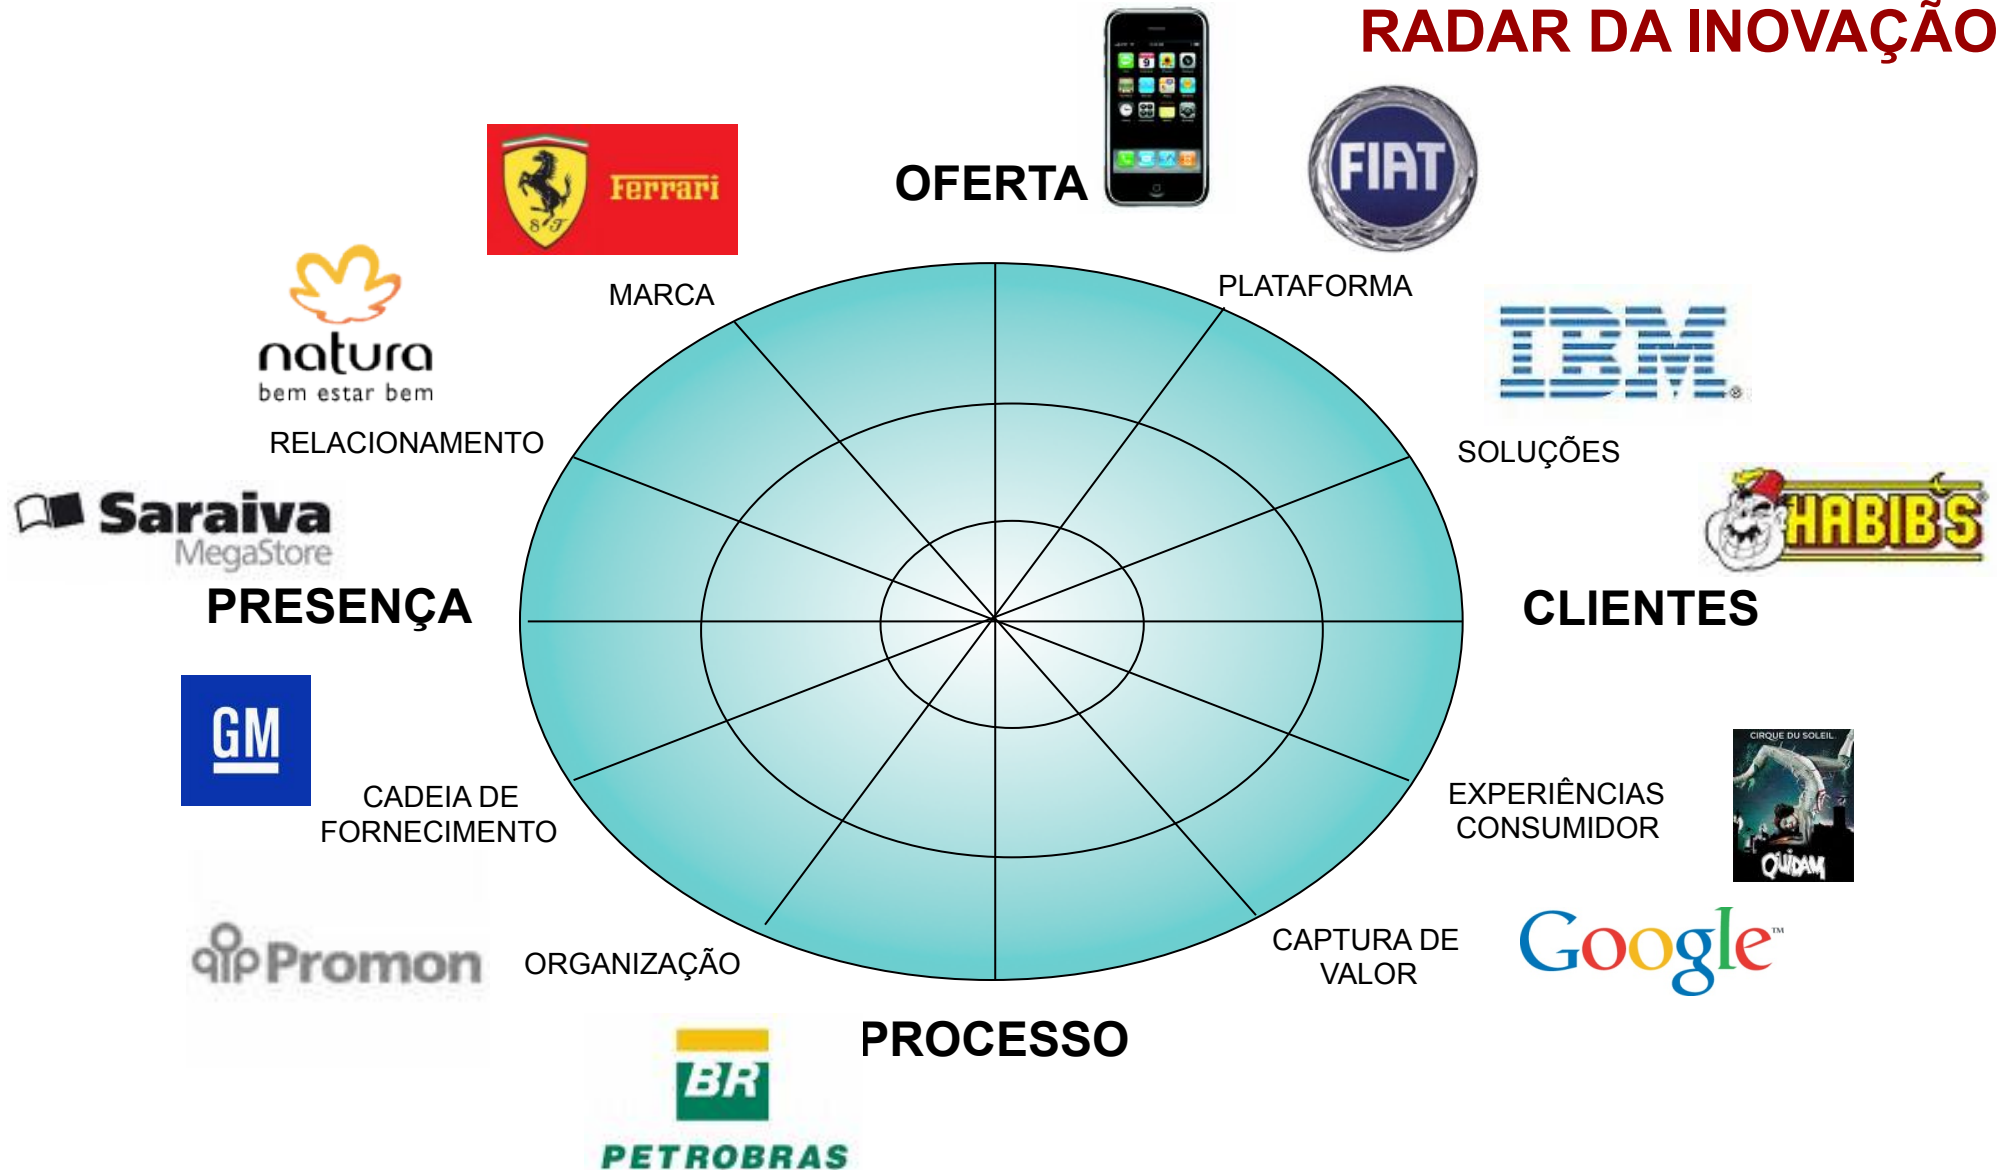 RADAR DA INOVAÇÃO
9
OFERTA
FIAT
Ferrari
S F
MARCA
PLATAFORMA
natura
bem estar bem
IBM
RELACIONAMENTO
SOLUÇÕES
Saraiva
MegaStore
HABIB'S
PRESENÇA
CLIENTES
GM
CIRQUE DU SOLEIL
QUIDAM
CADEIA DE
FORNECIMENTO
EXPERIÊNCIAS
CONSUMIDOR
Promon
ORGANIZAÇÃO
CAPTURA DE
VALOR
Google™
PROCESSO
BR
PETROBRAS